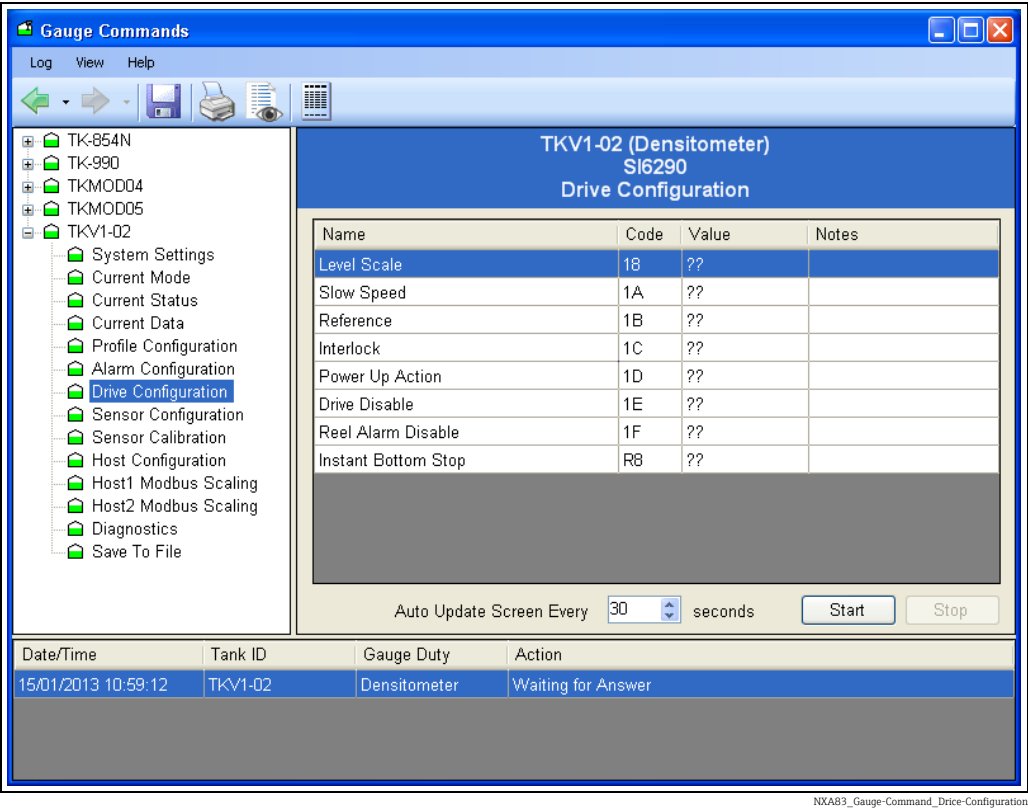 Gauge Commands
Log View Help
TK-854N
TK-990
TKMOD04
TKMOD05
TKV1-02
System Settings
Current Mode
Current Status
Current Data
Profile Configuration
Alarm Configuration
Drive Configuration
Sensor Configuration
Sensor Calibration
Host Configuration
Host1 Modbus Scaling
Host2 Modbus Scaling
Diagnostics
Save To File
TKV1-02 (Densitometer)
SI6290
Drive Configuration
Name Code Value Notes
Level Scale 18 ??
Slow Speed 1A ??
Reference 1B ??
Interlock 1C ??
Power Up Action 1D ??
Drive Disable 1E ??
Reel Alarm Disable 1F ??
Instant Bottom Stop R8 ??
Auto Update Screen Every 30 seconds Start Stop
Date/Time Tank ID Gauge Duty Action
15/01/2013 10:59:12 TKV1-02 Densitometer Waiting for Answer
NXA83_Gauge-Command_Drice-Configuration